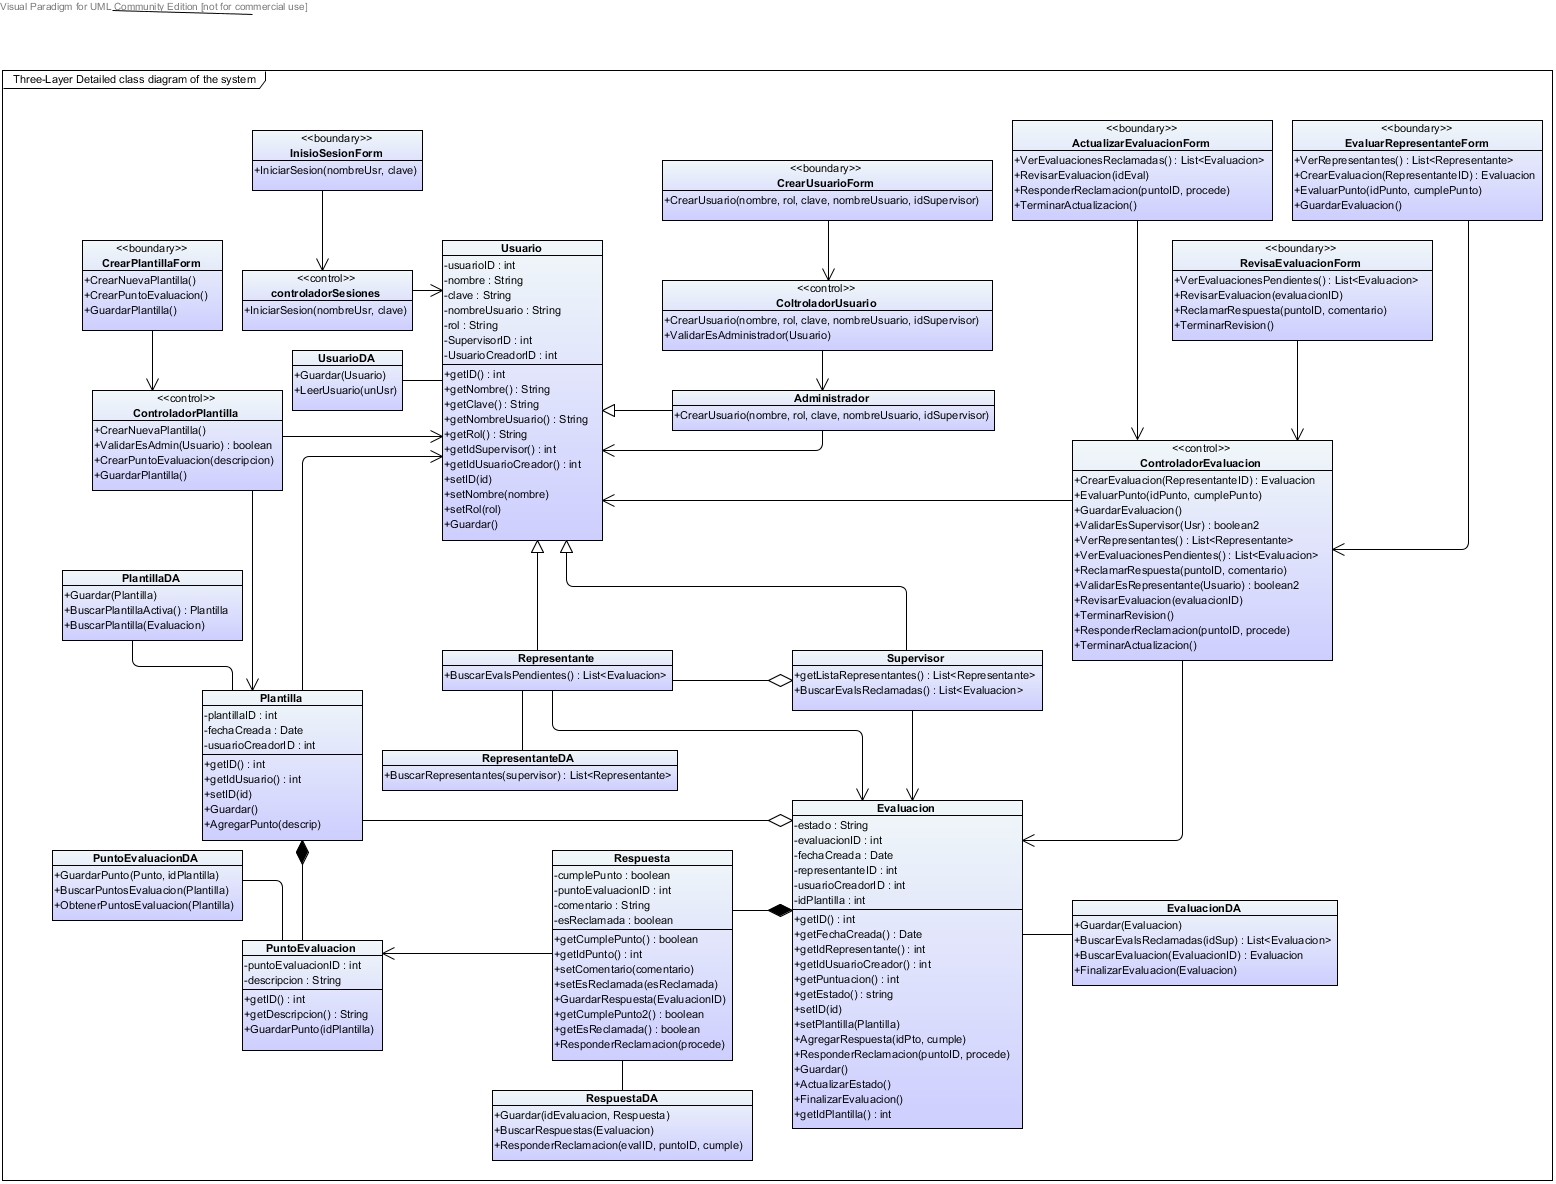 Visual Paradigm for UML Community Edition [not for commercial use]
Three-Layer Detailed class diagram of the system
<<boundary>>
InisioSesionForm
+IniciarSesion(nombreUsr, clave)
<<boundary>>
CrearUsuarioForm
+CrearUsuario(nombre, rol, clave, nombreUsuario, idSupervisor)
<<boundary>>
ActualizarEvaluacionForm
+VerEvaluacionesReclamadas() : List<Evaluacion>
+RevisarEvaluacion(idEval)
+ResponderReclamacion(puntoID, procede)
+TerminarActualizacion()
<<boundary>>
EvaluarRepresentanteForm
+VerRepresentantes() : List<Representante>
+CrearEvaluacion(RepresentanteID) : Evaluacion
+EvaluarPunto(idPunto, cumplePunto)
+GuardarEvaluacion()
<<boundary>>
CrearPlantillaForm
+CrearNuevaPlantilla()
+CrearPuntoEvaluacion()
+GuardarPlantilla()
<<control>>
controladorSesiones
+IniciarSesion(nombreUsr, clave)
Usuario
-usuarioID : int
-nombre : String
-clave : String
-nombreUsuario : String
-rol : String
-SupervisorID : int
-UsuarioCreadorID : int
+getID() : int
+getNombre() : String
+getClave() : String
+getNombreUsuario() : String
+getRol() : String
+getIdSupervisor() : int
+getIdUsuarioCreador() : int
+setID(id)
+setNombre(nombre)
+setRol(rol)
+Guardar()
<<control>>
ColtroladorUsuario
+CrearUsuario(nombre, rol, clave, nombreUsuario, idSupervisor)
+ValidarEsAdministrador(Usuario)
<<boundary>>
RevisaEvaluacionForm
+VerEvaluacionesPendientes() : List<Evaluacion>
+RevisarEvaluacion(evaluacionID)
+ReclamarRespuesta(puntoID, comentario)
+TerminarRevision()
UsuarioDA
+Guardar(Usuario)
+LeerUsuario(unUsr)
<<control>>
ControladorPlantilla
+CrearNuevaPlantilla()
+ValidarEsAdmin(Usuario) : boolean
+CrearPuntoEvaluacion(descripcion)
+GuardarPlantilla()
Administrador
+CrearUsuario(nombre, rol, clave, nombreUsuario, idSupervisor)
<<control>>
ControladorEvaluacion
+CrearEvaluacion(RepresentanteID) : Evaluacion
+EvaluarPunto(idPunto, cumplePunto)
+GuardarEvaluacion()
+ValidarEsSupervisor(Usr) : boolean2
+VerRepresentantes() : List<Representante>
+VerEvaluacionesPendientes() : List<Evaluacion>
+ReclamarRespuesta(puntoID, comentario)
+ValidarEsRepresentante(Usuario) : boolean2
+RevisarEvaluacion(evaluacionID)
+TerminarRevision()
+ResponderReclamacion(puntoID, procede)
+TerminarActualizacion()
PlantillaDA
+Guardar(Plantilla)
+BuscarPlantillaActiva() : Plantilla
+BuscarPlantilla(Evaluacion)
Representante
+BuscarEvalsPendientes() : List<Evaluacion>
Supervisor
+getListaRepresentantes() : List<Representante>
+BuscarEvalsReclamadas() : List<Evaluacion>
Plantilla
-plantillaID : int
-fechaCreada : Date
-usuarioCreadorID : int
+getID() : int
+getIdUsuario() : int
+setID(id)
+Guardar()
+AgregarPunto(descrip)
RepresentanteDA
+BuscarRepresentantes(supervisor) : List<Representante>
Evaluacion
-estado : String
-evaluacionID : int
-fechaCreada : Date
-representanteID : int
-usuarioCreadorID : int
-idPlantilla : int
+getID() : int
+getFechaCreada() : Date
+getIdRepresentante() : int
+getIdUsuarioCreador() : int
+getPuntuacion() : int
+getEstado() : string
+setID(id)
+setPlantilla(Plantilla)
+AgregarRespuesta(idPto, cumple)
+ResponderReclamacion(puntoID, procede)
+Guardar()
+ActualizarEstado()
+FinalizarEvaluacion()
+getIdPlantilla() : int
PuntoEvaluacionDA
+GuardarPunto(Punto, idPlantilla)
+BuscarPuntosEvaluacion(Plantilla)
+ObtenerPuntosEvaluacion(Plantilla)
Respuesta
-cumplePunto : boolean
-puntoEvaluacionID : int
-comentario : String
-esReclamada : boolean
+getCumplePunto() : boolean
+getIdPunto() : int
+setComentario(comentario)
+setEsReclamada(esReclamada)
+GuardarRespuesta(EvaluacionID)
+getCumplePunto2() : boolean
+getEsReclamada() : boolean
+ResponderReclamacion(procede)
EvaluacionDA
+Guardar(Evaluacion)
+BuscarEvalsReclamadas(idSup) : List<Evaluacion>
+BuscarEvaluacion(EvaluacionID) : Evaluacion
+FinalizarEvaluacion(Evaluacion)
PuntoEvaluacion
-puntoEvaluacionID : int
-descripcion : String
+getID() : int
+getDescripcion() : String
+GuardarPunto(idPlantilla)
RespuestaDA
+Guardar(idEvaluacion, Respuesta)
+BuscarRespuestas(Evaluacion)
+ResponderReclamacion(evalID, puntoID, cumple)